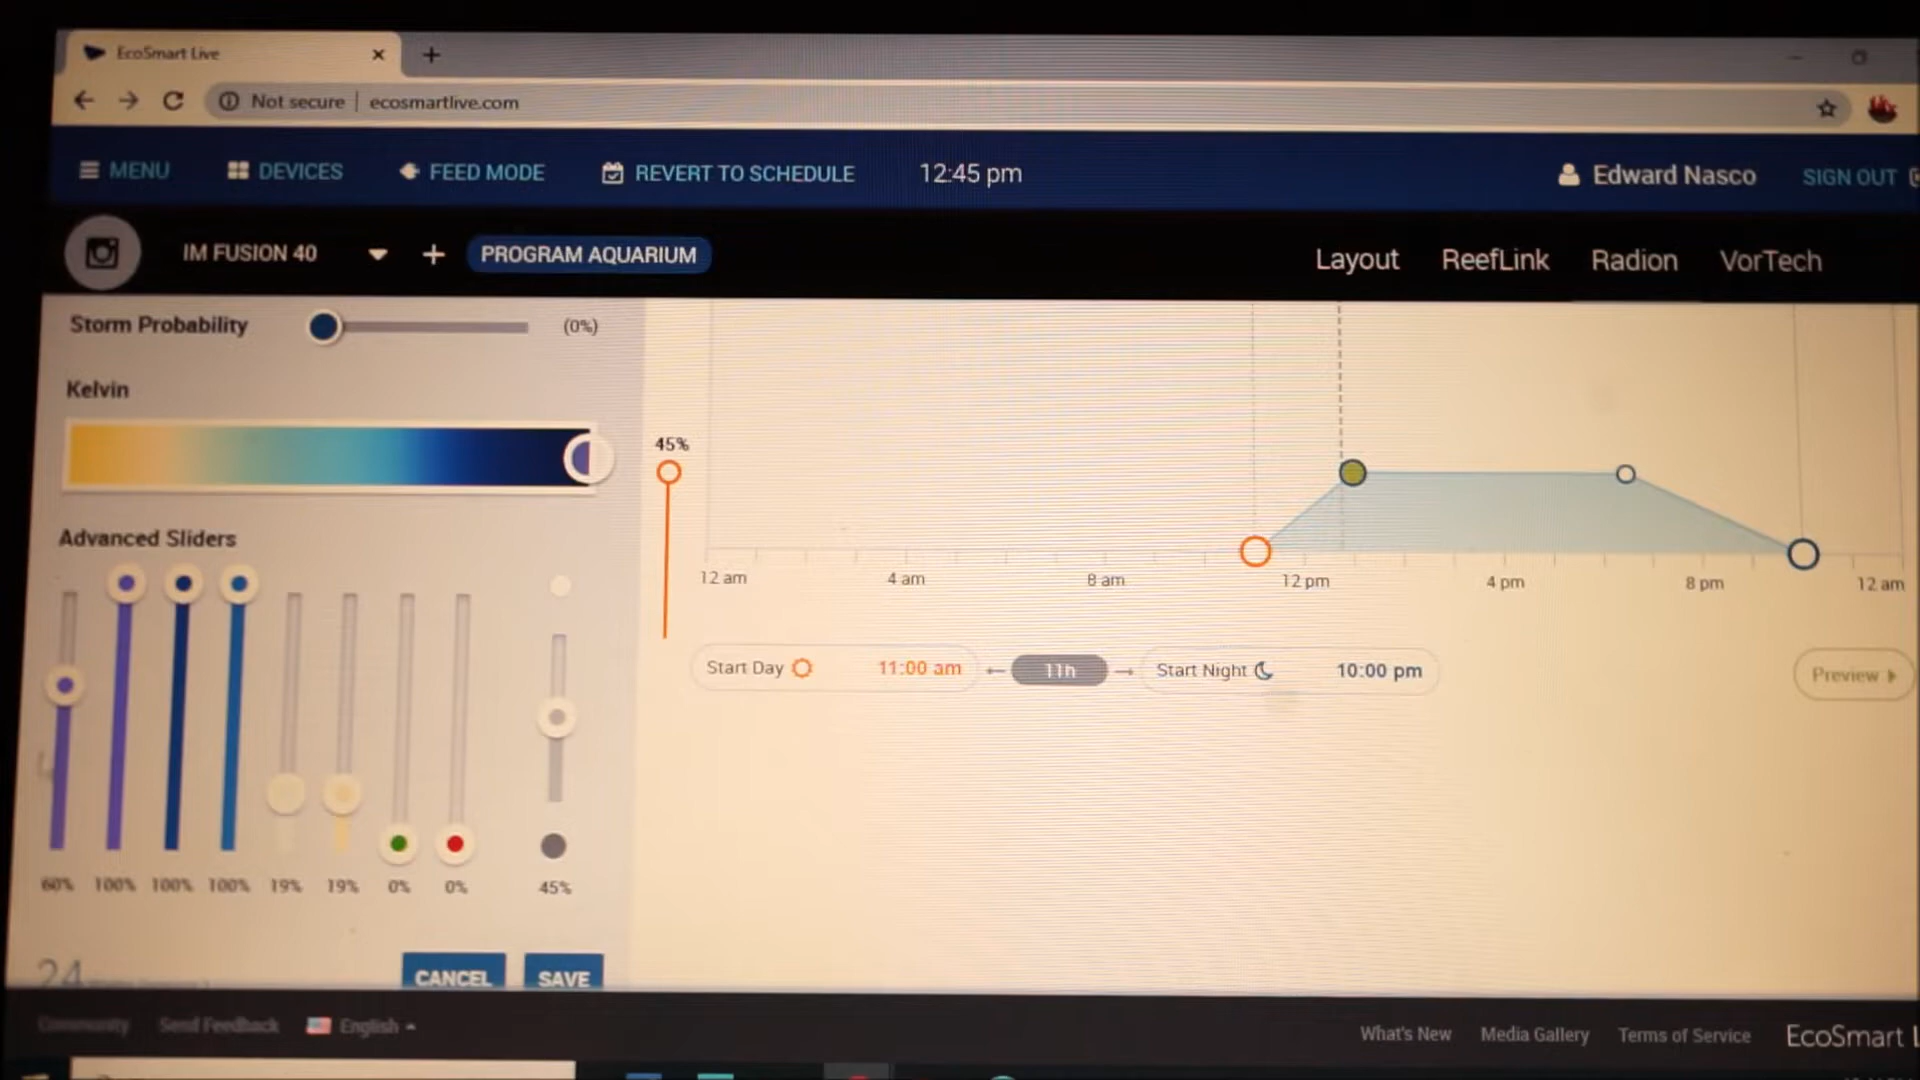 EcoSmart Live
Not secure | ecosmartlive.com
MENU DEVICES FEED MODE REVERT TO SCHEDULE 12:45 pm Edward Nasco SIGN OUT
IM FUSION 40 + PROGRAM AQUARIUM Layout ReefLink Radion VorTech
Storm Probability (0%)
Kelvin
45%
Advanced Sliders
12 am 4 am 8 am 12 pm 4 pm 8 pm 12 am
Start Day 11:00 am ← 11h → Start Night 10:00 pm Preview
60% 100% 100% 100% 19% 19% 0% 0% 45%
24
CANCEL SAVE
Community Send Feedback English What's New Media Gallery Terms of Service EcoSmart L